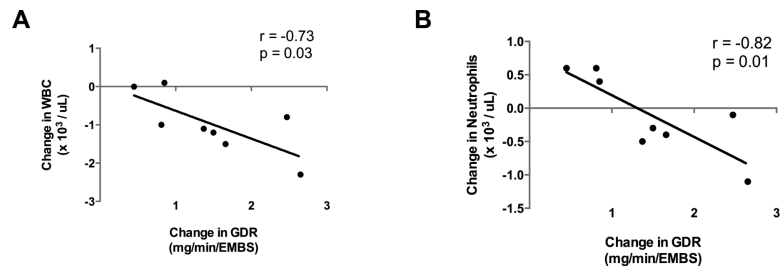 A
r = -0.73
p = 0.03
Change in WBC
(x 10³ / uL)
1
0
-1
-2
-3
1 2 3
Change in GDR
(mg/min/EMBS)
B
r = -0.82
p = 0.01
Change in Neutrophils
(x 10³ / uL)
1.0
0.5
0.0
-0.5
-1.0
-1.5
1 2 3
Change in GDR
(mg/min/EMBS)